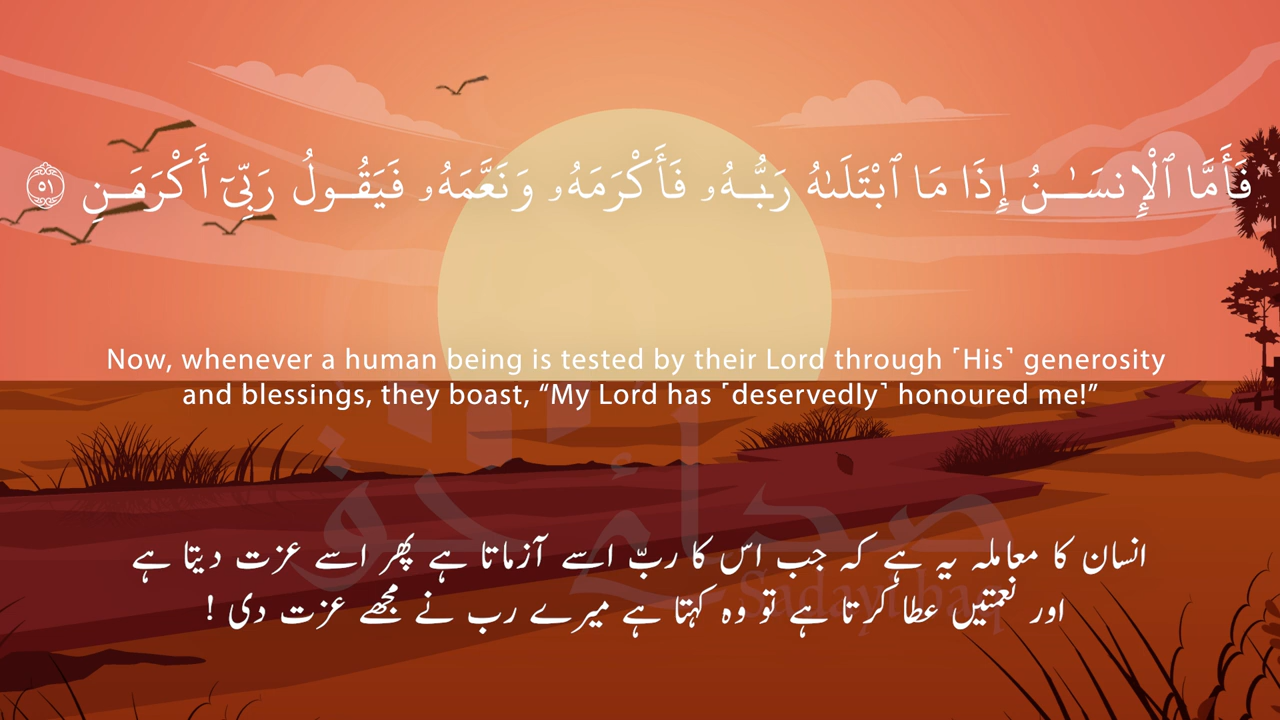 فَأَمَّا ٱلْإِنسَـٰنُ إِذَا مَا ٱبْتَلَىٰهُ رَبُّهُۥ فَأَكْرَمَهُۥ وَنَعَّمَهُۥ فَيَقُولُ رَبِّىٓ أَكْرَمَنِ ۝٥١
Now, whenever a human being is tested by their Lord through ˹His˺ generosity
and blessings, they boast, “My Lord has ˹deservedly˺ honoured me!”
انسان کا معاملہ یہ ہے کہ جب اس کا ربّ اسے آزماتا ہے پھر اسے عزت دیتا ہے
اور نعمتیں عطا کرتا ہے تو وہ کہتا ہے میرے رب نے مجھے عزت دی !
صدائے حق